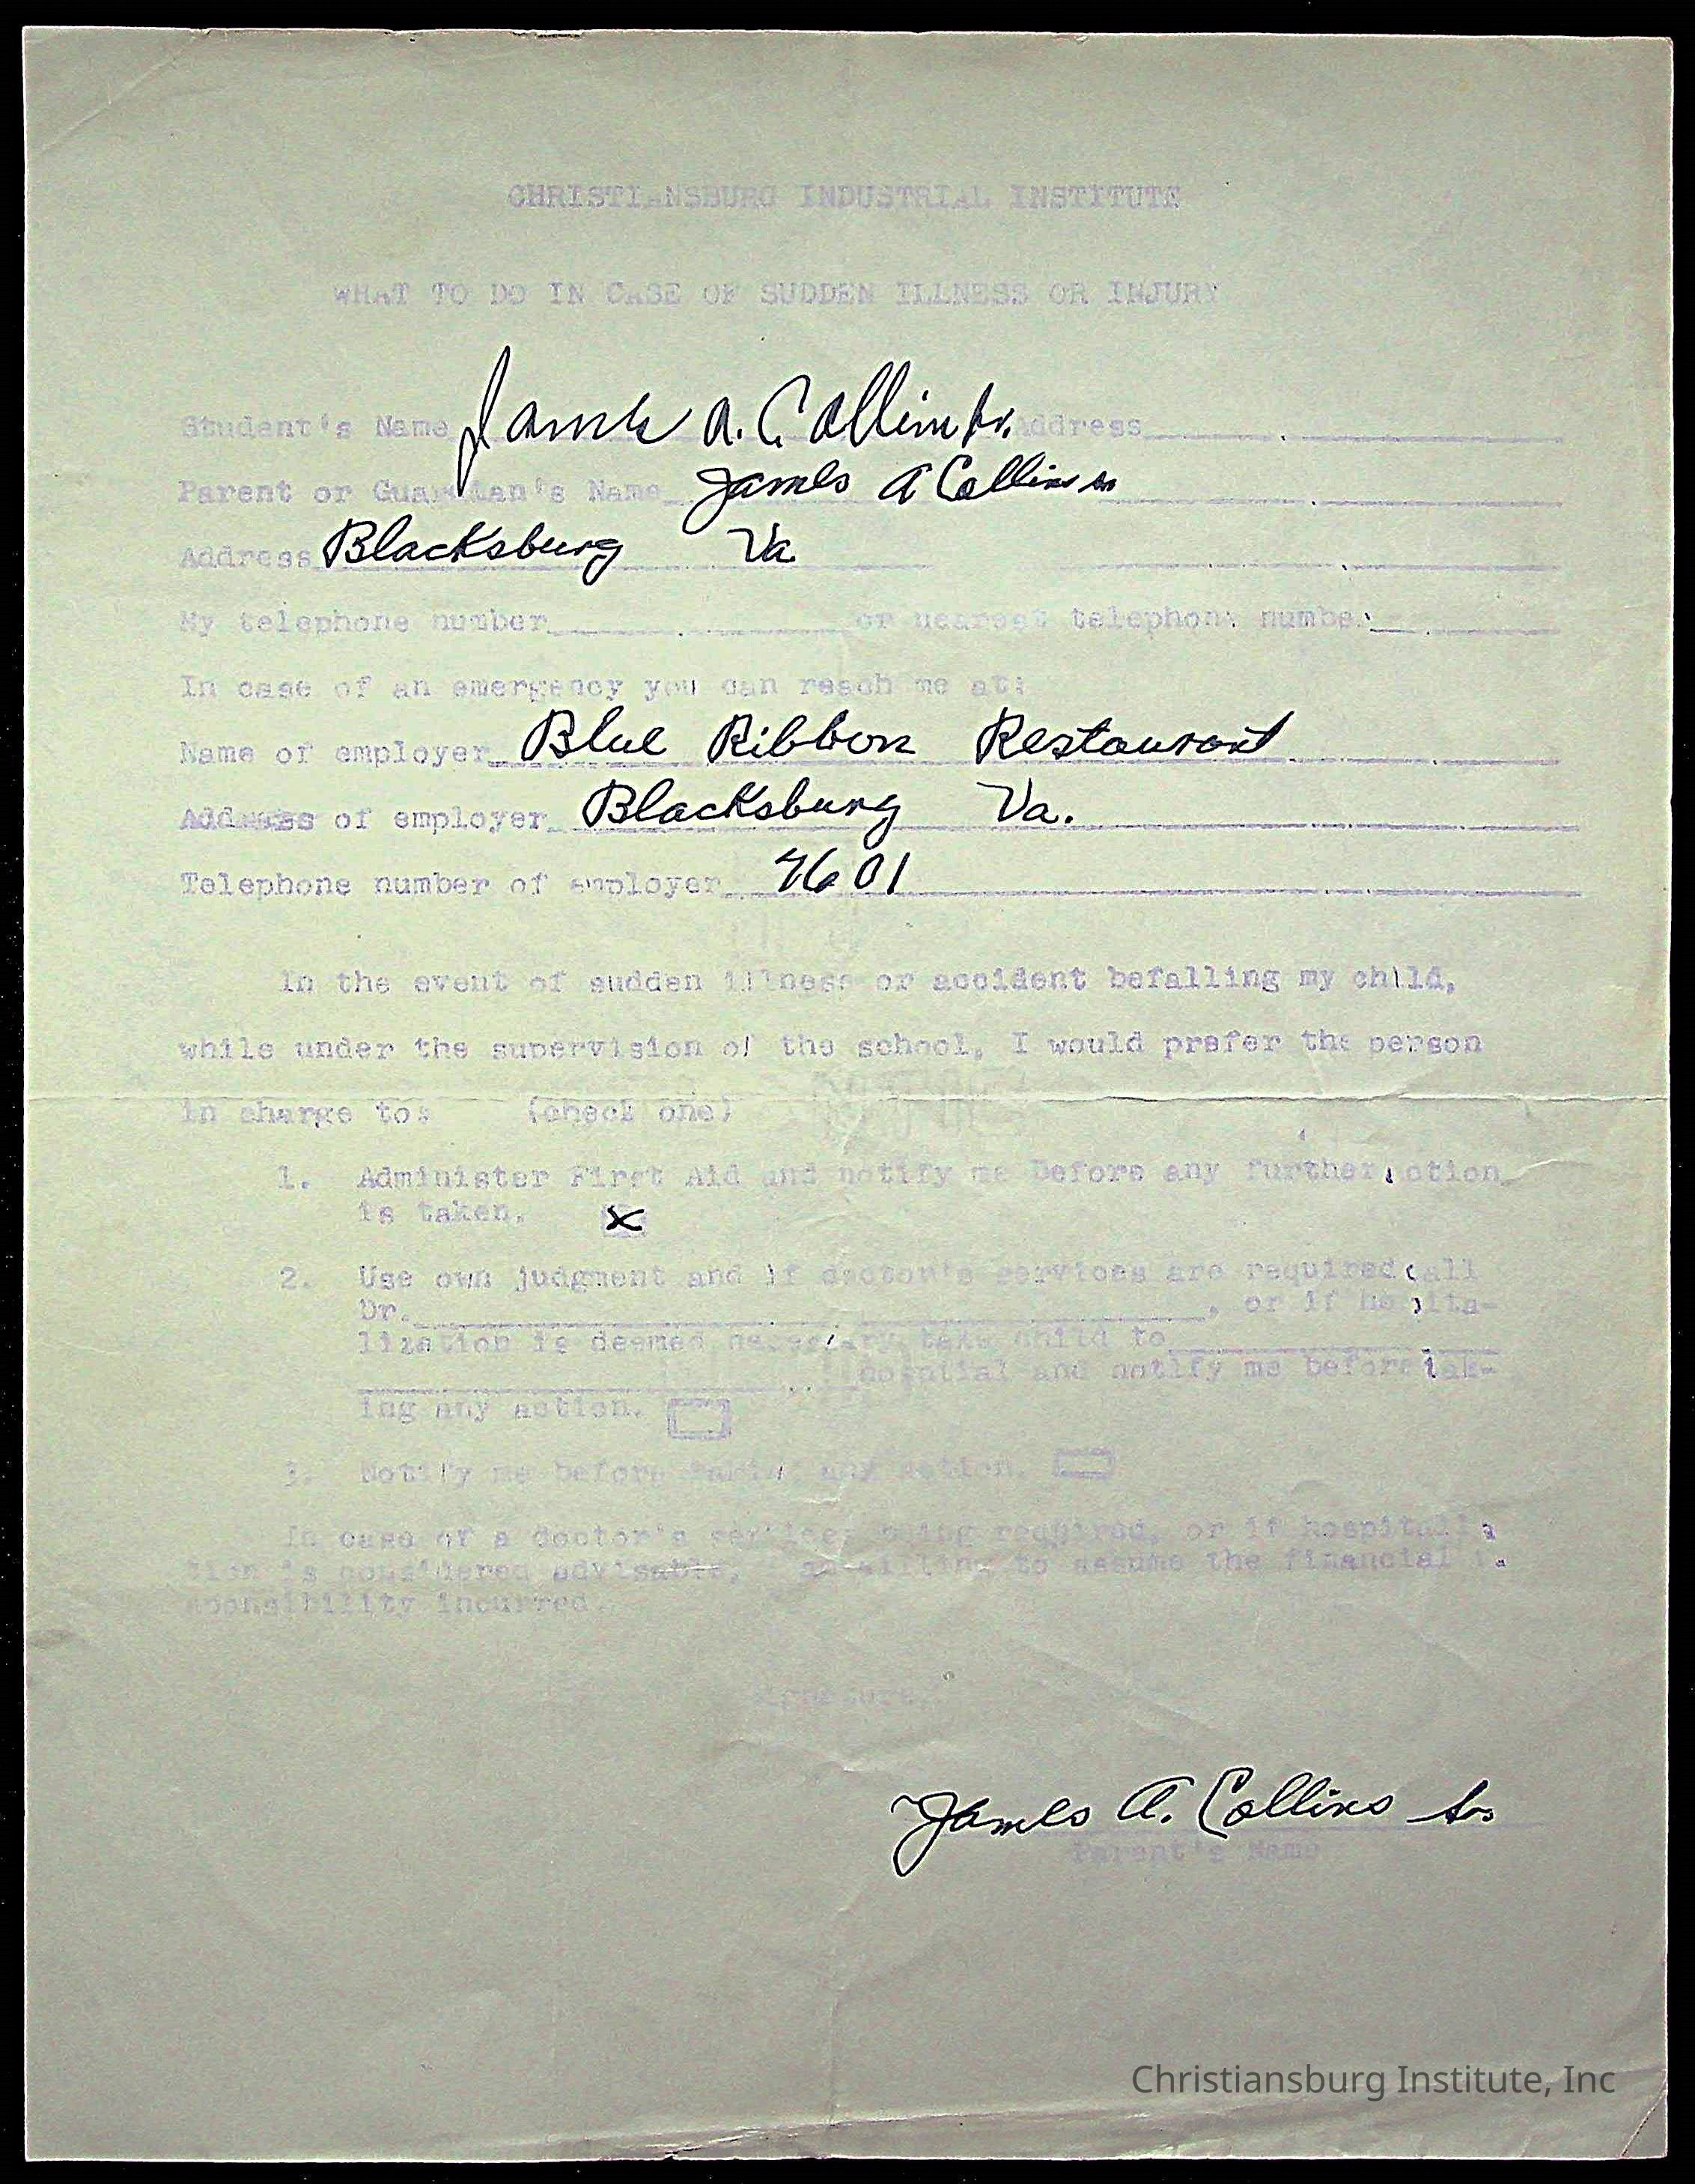 CHRISTIANSBURG INDUSTRIAL INSTITUTE
WHAT TO DO IN CASE OF SUDDEN ILLNESS OR INJURY
Student's Name James A. Collins Jr. Address
Parent or Guardian's Name James A Collins Sr
Address Blacksburg Va
My telephone number or nearest telephone number
In case of an emergency you can reach me at:
Name of employer Blue Ribbon Restaurant
Address of employer Blacksburg Va.
Telephone number of employer 4601
In the event of sudden illness or accident befalling my child,
while under the supervision of the school, I would prefer the person
in charge to: (check one)
1. Administer First Aid and notify me before any further action
is taken. X
2. Use own judgment and if doctor's services are required call
Dr. , or if hospita-
lization is deemed necessary take child to
hospital and notify me before tak-
ing any action.
3. Notify me before taking any action.
In case of a doctor's services being required, or if hospitaliza
tion is considered advisable, I am willing to assume the financial re
sponsibility incurred.
Signature
James A. Collins Sr.
Parent's Name
Christiansburg Institute, Inc